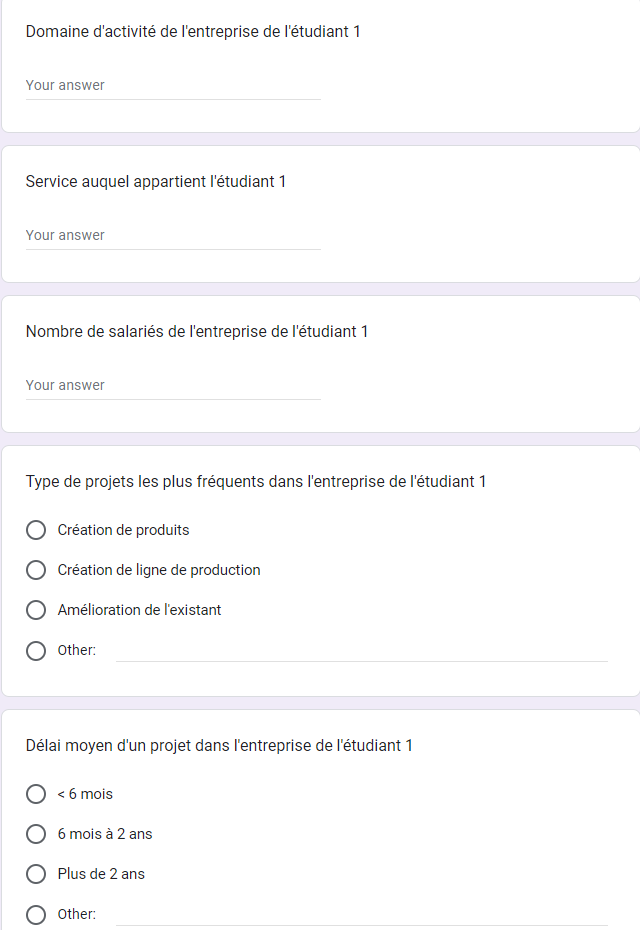 Domaine d'activité de l'entreprise de l'étudiant 1
Your answer
Service auquel appartient l'étudiant 1
Your answer
Nombre de salariés de l'entreprise de l'étudiant 1
Your answer
Type de projets les plus fréquents dans l'entreprise de l'étudiant 1
Création de produits
Création de ligne de production
Amélioration de l'existant
Other:
Délai moyen d'un projet dans l'entreprise de l'étudiant 1
< 6 mois
6 mois à 2 ans
Plus de 2 ans
Other: